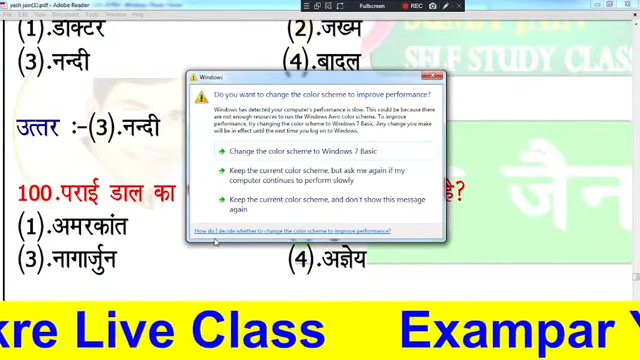 yash jain(1).pdf - Adobe Reader
Fullscreen
REC
File Edit View Window Help
(1).डाक्टर
(2).जख्म
(3).नन्दी
(4).बादल
SELF STUDY CLASS
उत्तर :-(3).नन्दी
जैन
Windows
Do you want to change the color scheme to improve performance?
Windows has detected your computer's performance is slow. This could be because there
are not enough resources to run the Windows Aero color scheme. To improve
performance, try changing the color scheme to Windows 7 Basic. Any change you make
will be in effect until the next time you log on to Windows.
Change the color scheme to Windows 7 Basic
Keep the current color scheme, but ask me again if my
computer continues to perform slowly
Keep the current color scheme, and don't show this message
again
How do I decide whether to change the color scheme to improve performance?
100.पराई डाल का
है?
(1).अमरकांत
(3).नागार्जुन
(4).अज्ञेय
kre Live Class
Exampar Y